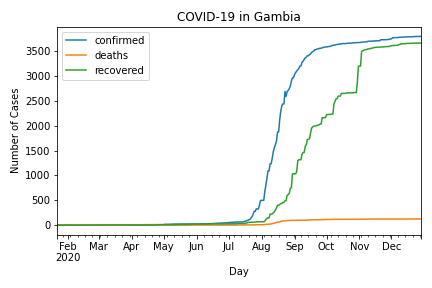 COVID-19 in Gambia
confirmed
deaths
recovered
Number of Cases
3500
3000
2500
2000
1500
1000
500
0
Feb Mar Apr May Jun Jul Aug Sep Oct Nov Dec
2020
Day